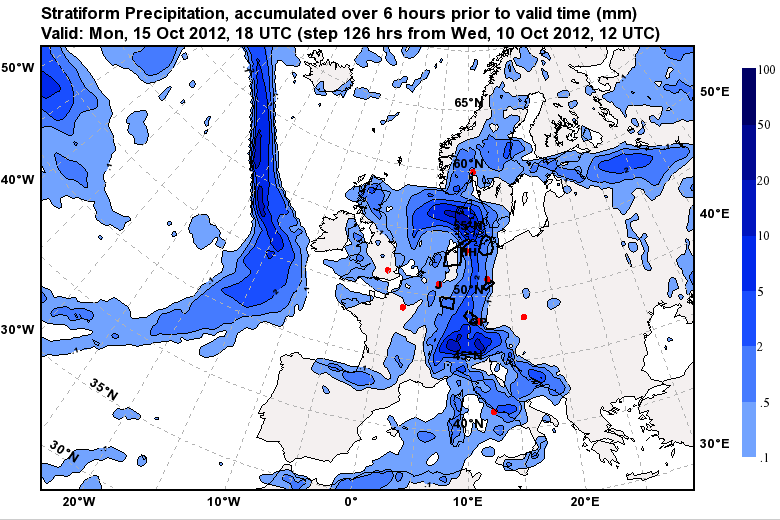 Stratiform Precipitation, accumulated over 6 hours prior to valid time (mm)
Valid: Mon, 15 Oct 2012, 18 UTC (step 126 hrs from Wed, 10 Oct 2012, 12 UTC)
50°W
40°W
30°W
35°N
30°N
65°N
60°N
55°N
50°N
45°N
40°N
50°E
40°E
30°E
20°W
10°W
0°
10°E
20°E
100
50
20
10
5
2
.5
.1